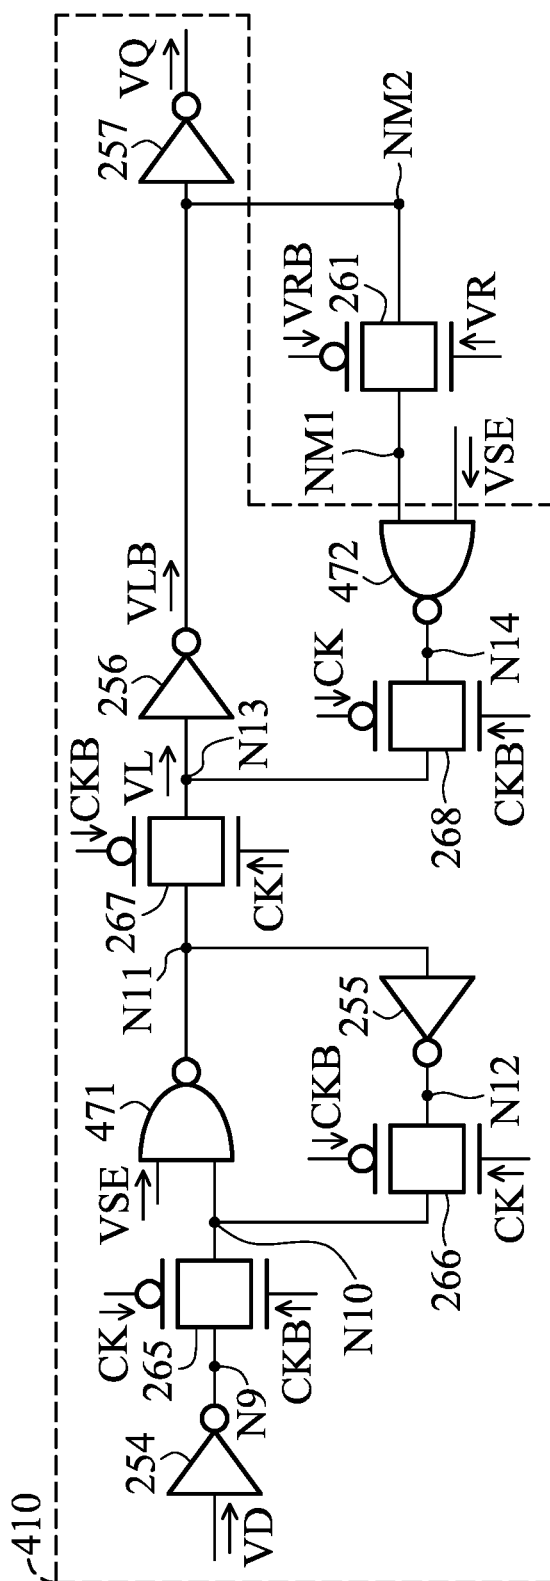 410
VD
254
N9
265
CK
CKB
N10
VSE
471
N11
266
CKB
CK
N12
255
267
CKB
CK
VL
N13
256
VLB
268
CK
CKB
N14
472
VSE
NM1
261
VRB
VR
NM2
257
VQ